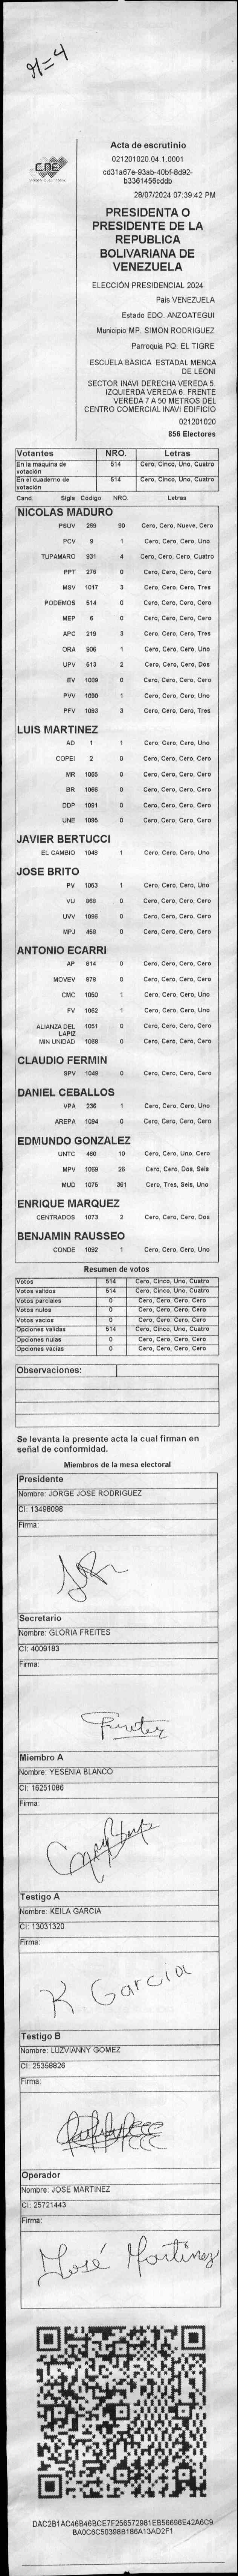 M=4
CNE
Acta de escrutinio
021201020.04.1.0001
cd31a67e-93ab-40bf-8d92-
b3361456cddb
28/07/2024 07:39:42 PM
PRESIDENTA O
PRESIDENTE DE LA
REPUBLICA
BOLIVARIANA DE
VENEZUELA
ELECCIÓN PRESIDENCIAL 2024
Pais VENEZUELA
Estado EDO. ANZOATEGUI
Municipio MP. SIMON RODRIGUEZ
Parroquia PQ. EL TIGRE
ESCUELA BASICA ESTADAL MENCA
DE LEONI
SECTOR INAVI DERECHA VEREDA 5.
IZQUIERDA VEREDA 6. FRENTE
VEREDA 7 A 50 METROS DEL
CENTRO COMERCIAL INAVI EDIFICIO
021201020
856 Electores
Votantes NRO. Letras
En la máquina de votación 514 Cero, Cinco, Uno, Cuatro
En el cuaderno de votación 514 Cero, Cinco, Uno, Cuatro
Cand. Sigla Código NRO. Letras
NICOLAS MADURO
PSUV 269 90 Cero, Cero, Nueve, Cero
PCV 9 1 Cero, Cero, Cero, Uno
TUPAMARO 931 4 Cero, Cero, Cero, Cuatro
PPT 276 0 Cero, Cero, Cero, Cero
MSV 1017 3 Cero, Cero, Cero, Tres
PODEMOS 514 0 Cero, Cero, Cero, Cero
MEP 6 0 Cero, Cero, Cero, Cero
APC 219 3 Cero, Cero, Cero, Tres
ORA 906 1 Cero, Cero, Cero, Uno
UPV 513 2 Cero, Cero, Cero, Dos
EV 1089 0 Cero, Cero, Cero, Cero
PVV 1090 1 Cero, Cero, Cero, Uno
PFV 1093 3 Cero, Cero, Cero, Tres
LUIS MARTINEZ
AD 1 1 Cero, Cero, Cero, Uno
COPEI 2 0 Cero, Cero, Cero, Cero
MR 1065 0 Cero, Cero, Cero, Cero
BR 1066 0 Cero, Cero, Cero, Cero
DDP 1091 0 Cero, Cero, Cero, Cero
UNE 1095 0 Cero, Cero, Cero, Cero
JAVIER BERTUCCI
EL CAMBIO 1048 1 Cero, Cero, Cero, Uno
JOSE BRITO
PV 1053 1 Cero, Cero, Cero, Uno
VU 868 0 Cero, Cero, Cero, Cero
UVV 1096 0 Cero, Cero, Cero, Cero
MPJ 458 0 Cero, Cero, Cero, Cero
ANTONIO ECARRI
AP 814 0 Cero, Cero, Cero, Cero
MOVEV 878 0 Cero, Cero, Cero, Cero
CMC 1050 1 Cero, Cero, Cero, Uno
FV 1062 1 Cero, Cero, Cero, Uno
ALIANZA DEL LAPIZ 1051 0 Cero, Cero, Cero, Cero
MIN UNIDAD 1068 0 Cero, Cero, Cero, Cero
CLAUDIO FERMIN
SPV 1049 0 Cero, Cero, Cero, Cero
DANIEL CEBALLOS
VPA 236 1 Cero, Cero, Cero, Uno
AREPA 1094 0 Cero, Cero, Cero, Cero
EDMUNDO GONZALEZ
UNTC 460 10 Cero, Cero, Uno, Cero
MPV 1069 26 Cero, Cero, Dos, Seis
MUD 1075 361 Cero, Tres, Seis, Uno
ENRIQUE MARQUEZ
CENTRADOS 1073 2 Cero, Cero, Cero, Dos
BENJAMIN RAUSSEO
CONDE 1092 1 Cero, Cero, Cero, Uno
Resumen de votos
Votos 514 Cero, Cinco, Uno, Cuatro
Votos validos 514 Cero, Cinco, Uno, Cuatro
Votos parciales 0 Cero, Cero, Cero, Cero
Votos nulos 0 Cero, Cero, Cero, Cero
Votos vacios 0 Cero, Cero, Cero, Cero
Opciones validas 514 Cero, Cinco, Uno, Cuatro
Opciones nulas 0 Cero, Cero, Cero, Cero
Opciones vacias 0 Cero, Cero, Cero, Cero
Observaciones:
Se levanta la presente acta la cual firman en
señal de conformidad.
Miembros de la mesa electoral
Presidente
Nombre: JORGE JOSE RODRIGUEZ
CI: 13498098
Firma:
Secretario
Nombre: GLORIA FREITES
CI: 4009183
Firma:
Miembro A
Nombre: YESENIA BLANCO
CI: 16251086
Firma:
Testigo A
Nombre: KEILA GARCIA
CI: 13031320
Firma:
K. Garcia
Testigo B
Nombre: LUZVIANNY GOMEZ
CI: 25358826
Firma:
Operador
Nombre: JOSE MARTINEZ
CI: 25721443
Firma:
José Martinez
DAC2B1AC46B46BCE7F256572981EB56696E42A6C9
BA0C6C50398B186A13AD2F1